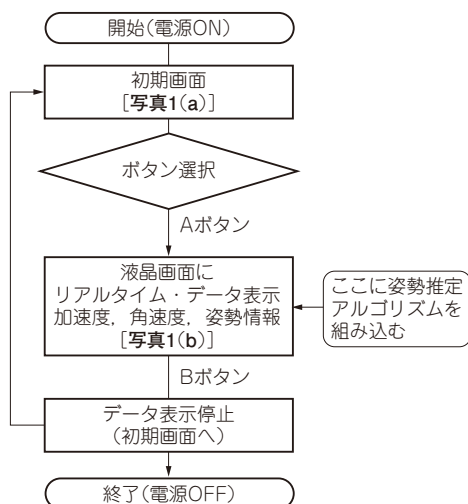 開始(電源ON)
初期画面
[写真1(a)]
ボタン選択
Aボタン
液晶画面に
リアルタイム・データ表示
加速度，角速度，姿勢情報
[写真1(b)]
ここに姿勢推定
アルゴリズムを
組み込む
Bボタン
データ表示停止
(初期画面へ)
終了(電源OFF)